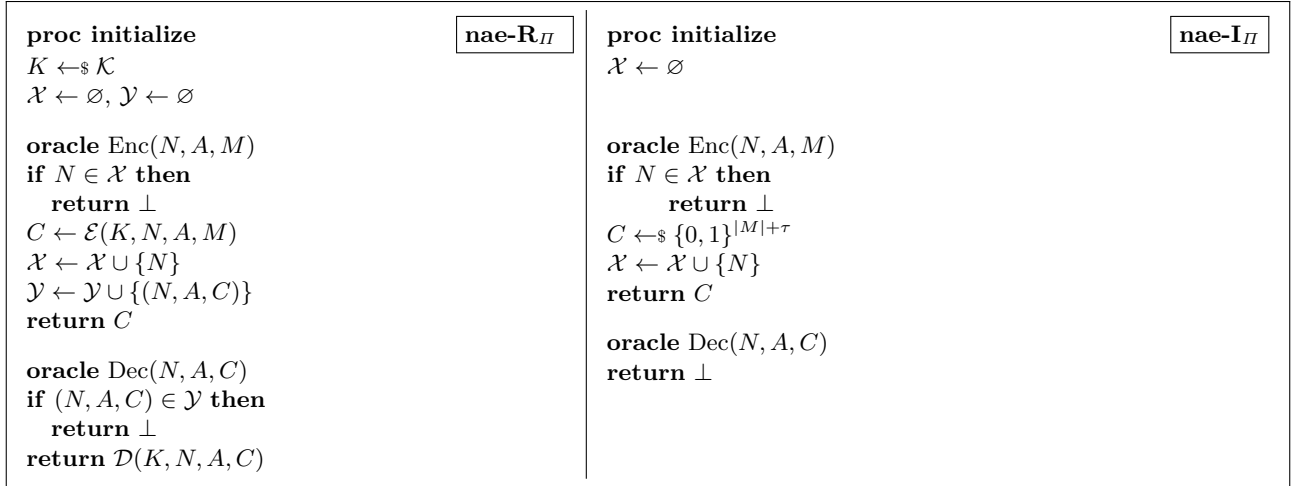 proc initialize
nae-R_Π
K ←$ 𝒦
𝒳 ← ∅, 𝒴 ← ∅
oracle Enc(N, A, M)
if N ∈ 𝒳 then
return ⊥
C ← ℰ(K, N, A, M)
𝒳 ← 𝒳 ∪ {N}
𝒴 ← 𝒴 ∪ {(N, A, C)}
return C
oracle Dec(N, A, C)
if (N, A, C) ∈ 𝒴 then
return ⊥
return 𝒟(K, N, A, C)
proc initialize
nae-I_Π
𝒳 ← ∅
oracle Enc(N, A, M)
if N ∈ 𝒳 then
return ⊥
C ←$ {0, 1}^{|M|+τ}
𝒳 ← 𝒳 ∪ {N}
return C
oracle Dec(N, A, C)
return ⊥